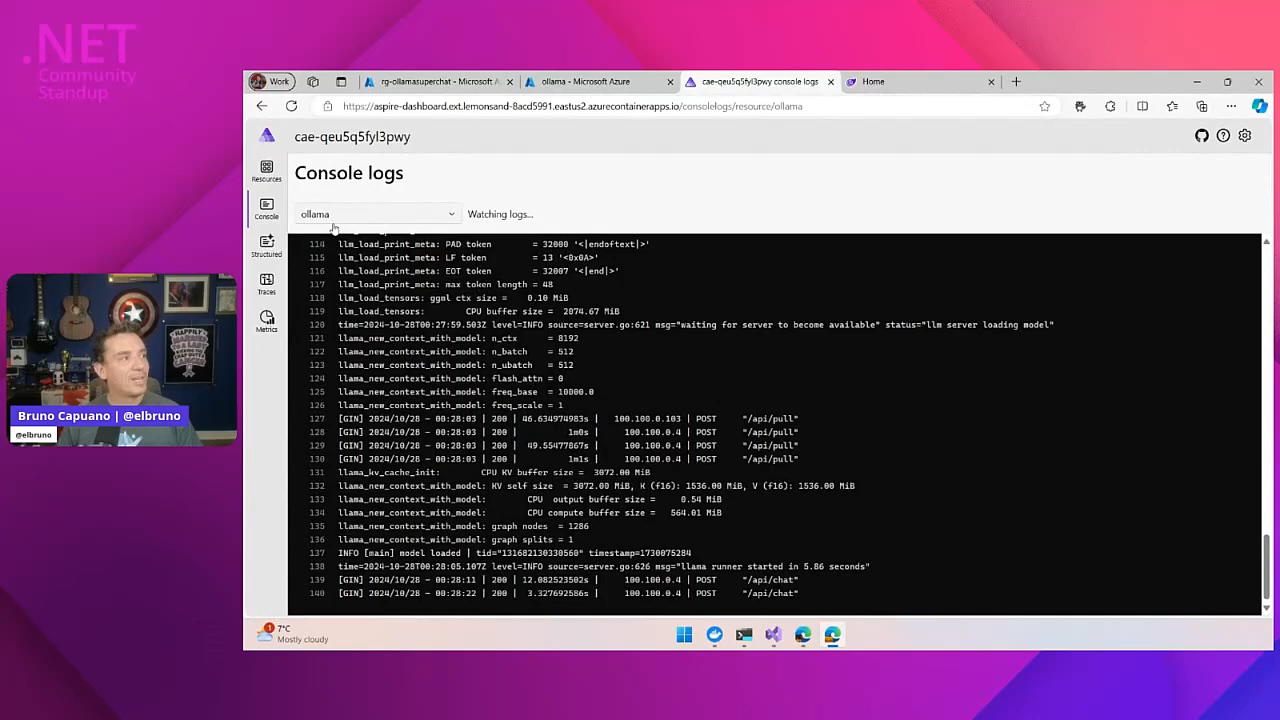 .NET
Community
Standup
Work
rg-ollamasuperchat - Microsoft A
ollama - Microsoft Azure
cae-qeu5q5fyl3pwy console logs
Home
https://aspire-dashboard.ext.lemonsand-8acd5991.eastus2.azurecontainerapps.io/consolelogs/resource/ollama
cae-qeu5q5fyl3pwy
Resources
Console
Structured
Traces
Metrics
Console logs
ollama
Watching logs...
114 llm_load_print_meta: PAD token = 32000 '<|endoftext|>'
115 llm_load_print_meta: LF token = 13 '<0x0A>'
116 llm_load_print_meta: EOT token = 32007 '<|end|>'
117 llm_load_print_meta: max token length = 48
118 llm_load_tensors: ggml ctx size = 0.10 MiB
119 llm_load_tensors: CPU buffer size = 2074.67 MiB
120 time=2024-10-28T00:27:59.503Z level=INFO source=server.go:621 msg="waiting for server to become available" status="llm server loading model"
121 llama_new_context_with_model: n_ctx = 8192
122 llama_new_context_with_model: n_batch = 512
123 llama_new_context_with_model: n_ubatch = 512
124 llama_new_context_with_model: flash_attn = 0
125 llama_new_context_with_model: freq_base = 10000.0
126 llama_new_context_with_model: freq_scale = 1
127 [GIN] 2024/10/28 - 00:28:03 | 200 | 46.634974983s | 100.100.0.103 | POST "/api/pull"
128 [GIN] 2024/10/28 - 00:28:03 | 200 | 1m0s | 100.100.0.4 | POST "/api/pull"
129 [GIN] 2024/10/28 - 00:28:03 | 200 | 49.55477867s | 100.100.0.4 | POST "/api/pull"
130 [GIN] 2024/10/28 - 00:28:03 | 200 | 1m1s | 100.100.0.4 | POST "/api/pull"
131 llama_kv_cache_init: CPU KV buffer size = 3072.00 MiB
132 llama_new_context_with_model: KV self size = 3072.00 MiB, K (f16): 1536.00 MiB, V (f16): 1536.00 MiB
133 llama_new_context_with_model: CPU output buffer size = 0.54 MiB
134 llama_new_context_with_model: CPU compute buffer size = 564.01 MiB
135 llama_new_context_with_model: graph nodes = 1286
136 llama_new_context_with_model: graph splits = 1
137 INFO [main] model loaded | tid="131682130330560" timestamp=1730075284
138 time=2024-10-28T00:28:05.107Z level=INFO source=server.go:626 msg="llama runner started in 5.86 seconds"
139 [GIN] 2024/10/28 - 00:28:11 | 200 | 12.082523502s | 100.100.0.4 | POST "/api/chat"
140 [GIN] 2024/10/28 - 00:28:22 | 200 | 3.327692586s | 100.100.0.4 | POST "/api/chat"
HAPPILY
Bruno Capuano | @elbruno
@elbruno
1
7°C
Mostly cloudy